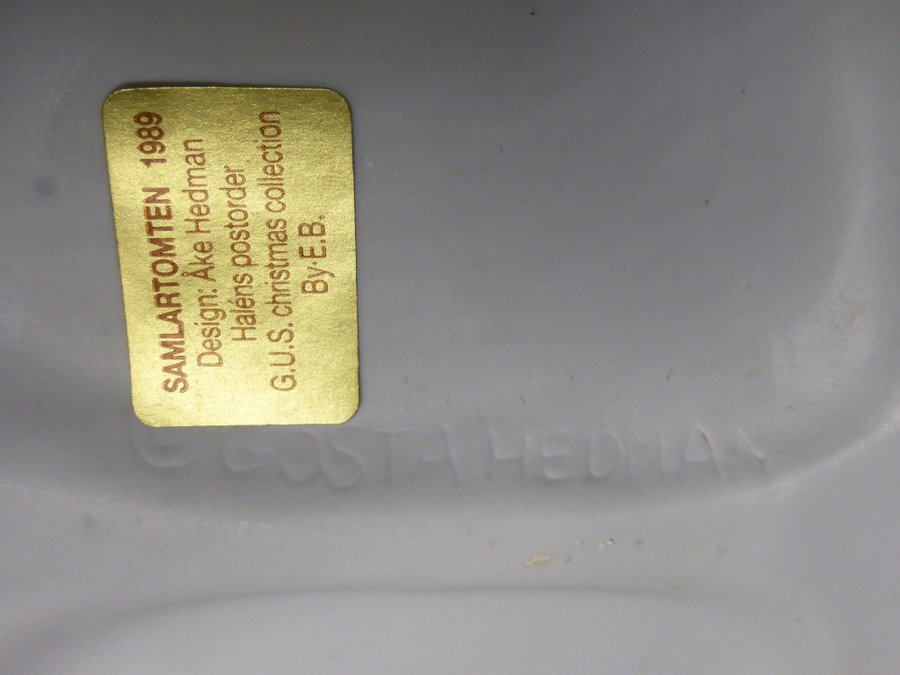 SAMLARTOMTEN 1989
Design: Åke Hedman
Haléns postorder
G.U.S. christmas collection
By E.B.
© GÖSTA HEDMAN